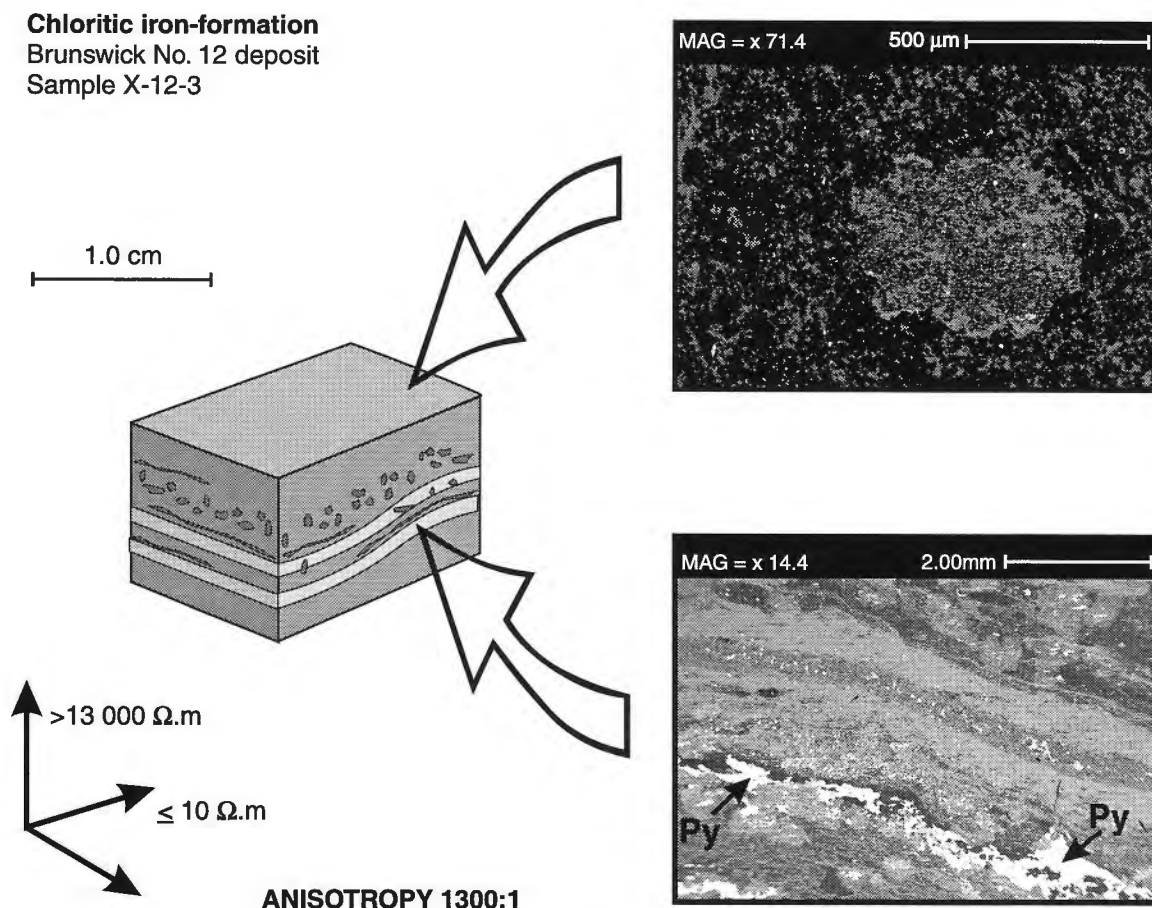 Chloritic iron-formation
Brunswick No. 12 deposit
Sample X-12-3
MAG = x 71.4 500 µm
1.0 cm
MAG = x 14.4 2.00mm
>13 000 Ω.m
≤ 10 Ω.m
Py
Py
ANISOTROPY 1300:1